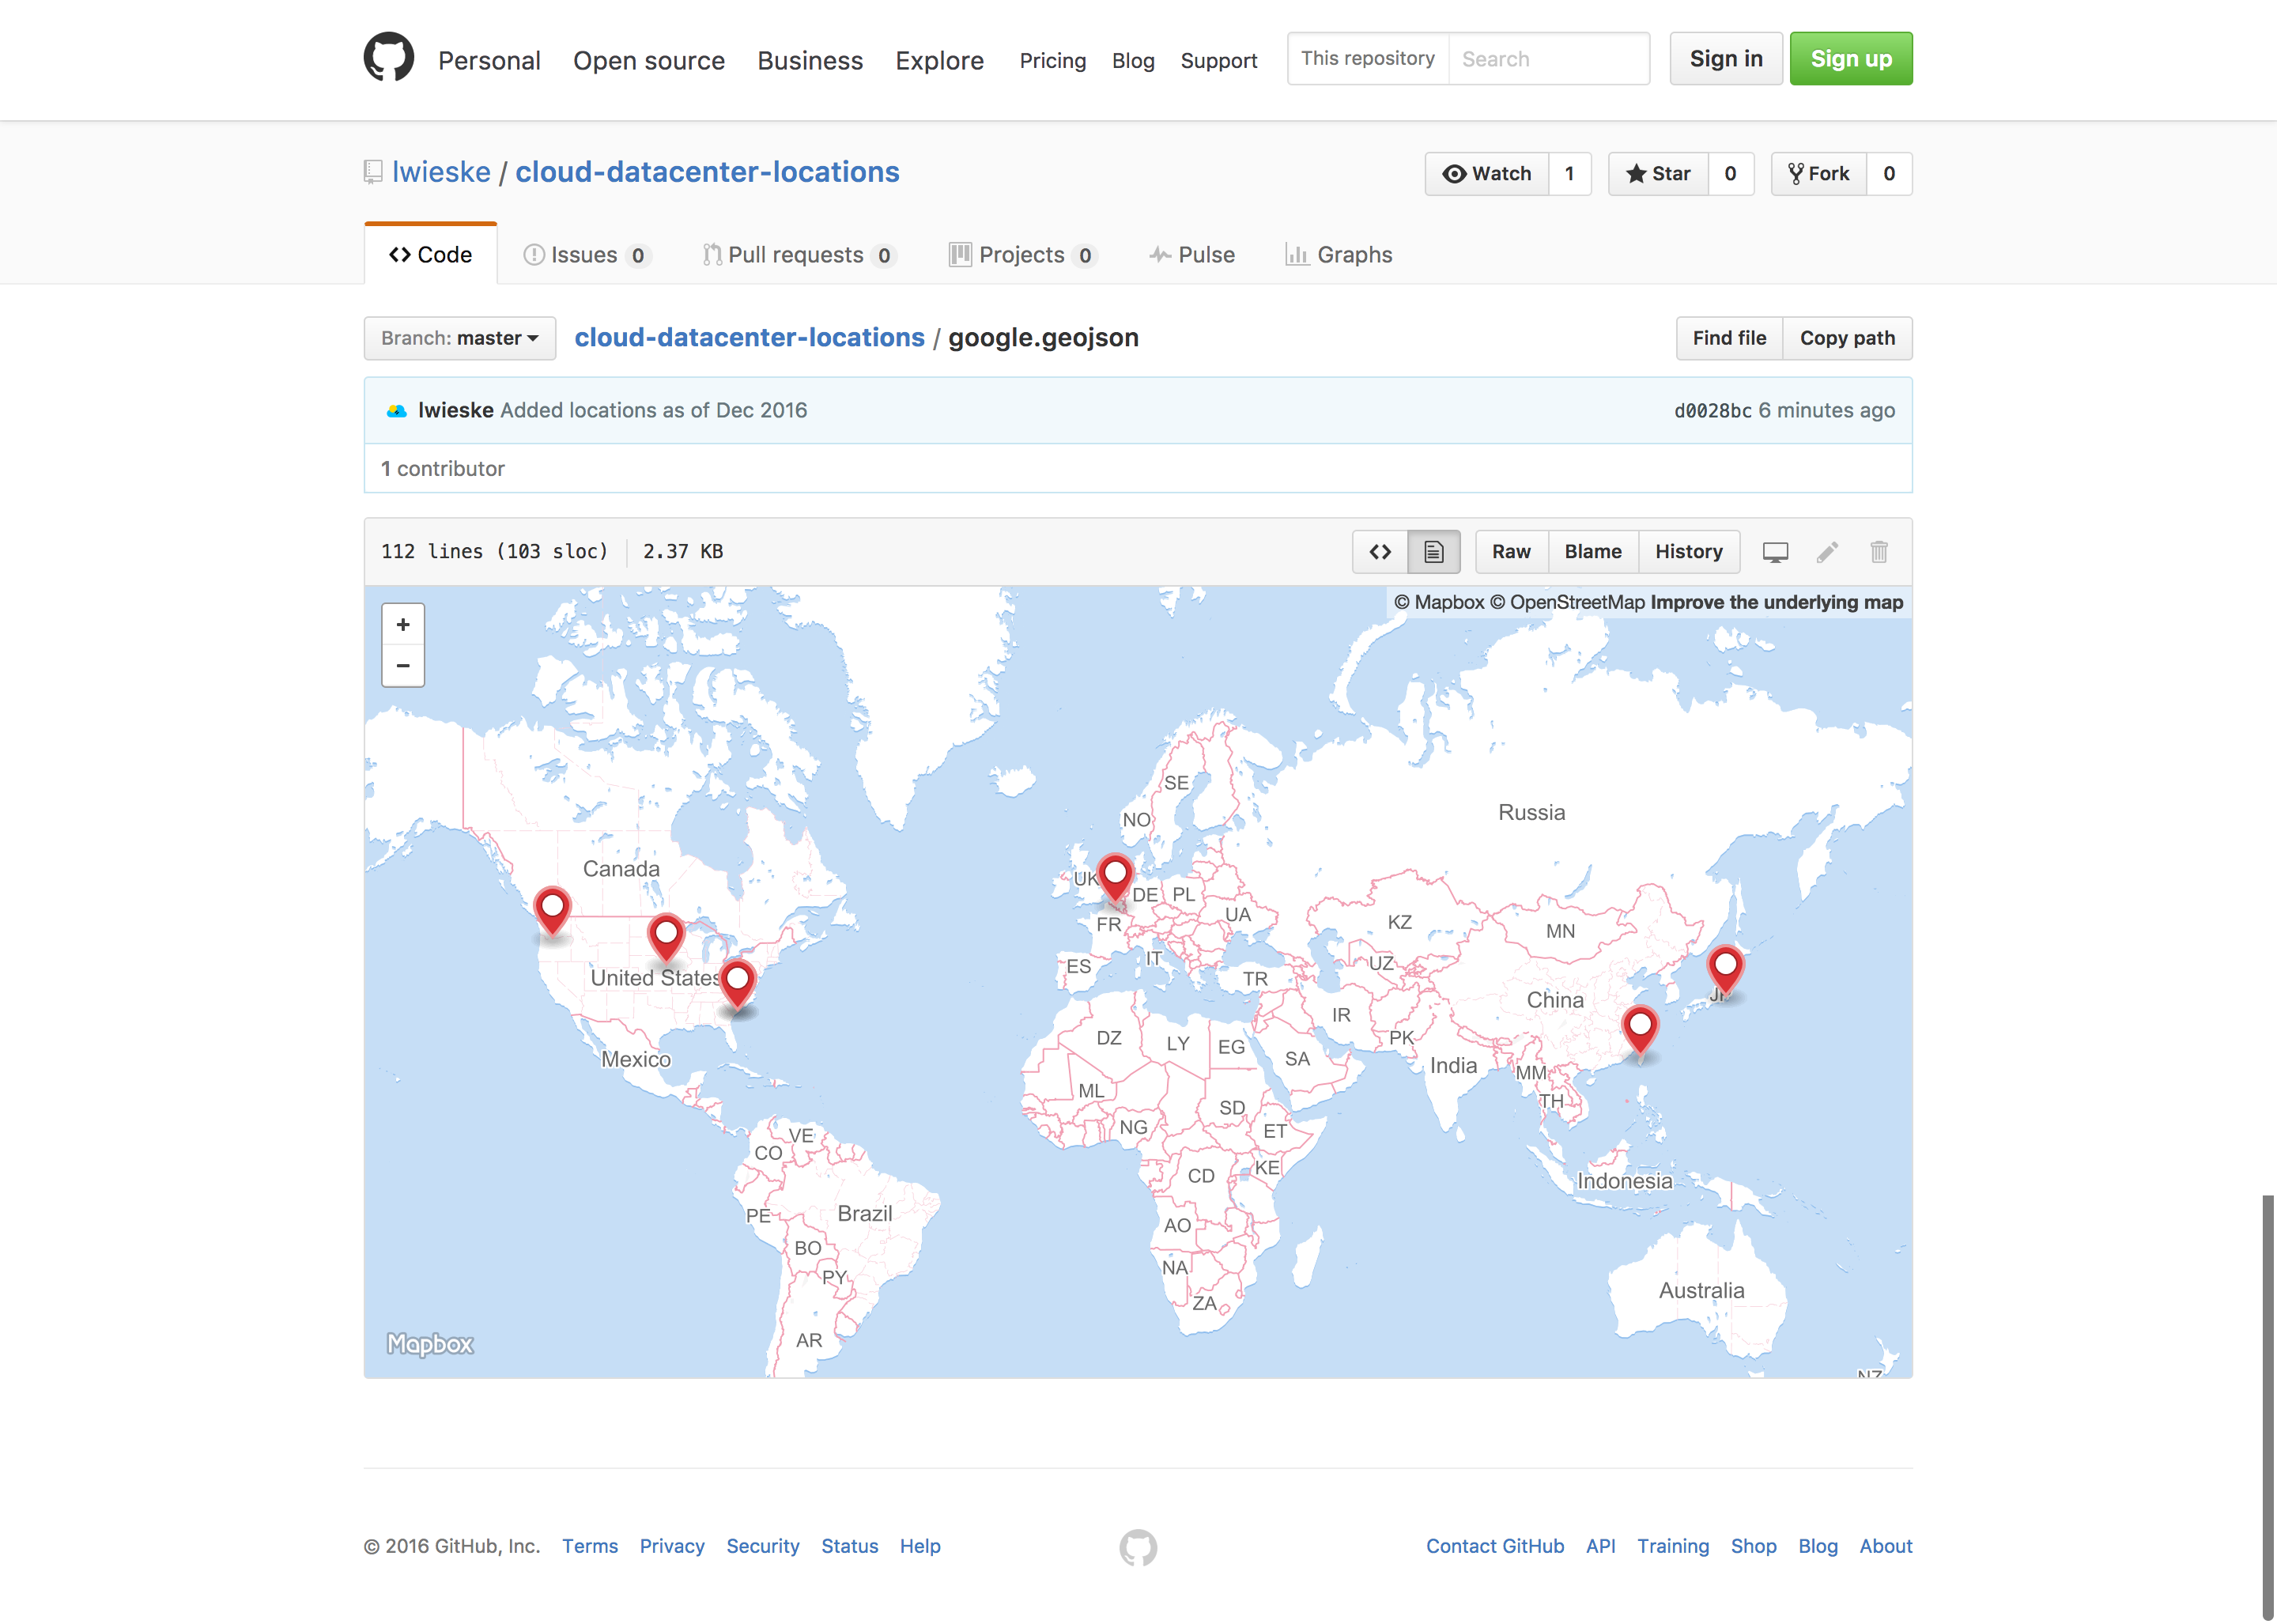 Personal Open source Business Explore Pricing Blog Support This repository Search Sign in Sign up
lwieske / cloud-datacenter-locations Watch 1 Star 0 Fork 0
Code Issues 0 Pull requests 0 Projects 0 Pulse Graphs
Branch: master cloud-datacenter-locations / google.geojson Find file Copy path
lwieske Added locations as of Dec 2016 d0028bc 6 minutes ago
1 contributor
112 lines (103 sloc) 2.37 KB Raw Blame History
+ © Mapbox © OpenStreetMap Improve the underlying map
−
SE
Russia
NO
Canada
UK DE PL
UA
FR
KZ
MN
IT
UZ
ES
United States
TR
China
IR
DZ
LY
EG
PK
SA
Mexico
India
MM
ML
TH
SD
NG
ET
VE
CO
KE
CD
Indonesia
Brazil
PE
AO
BO
NA
PY
Australia
ZA
AR
Mapbox
NZ
© 2016 GitHub, Inc. Terms Privacy Security Status Help Contact GitHub API Training Shop Blog About